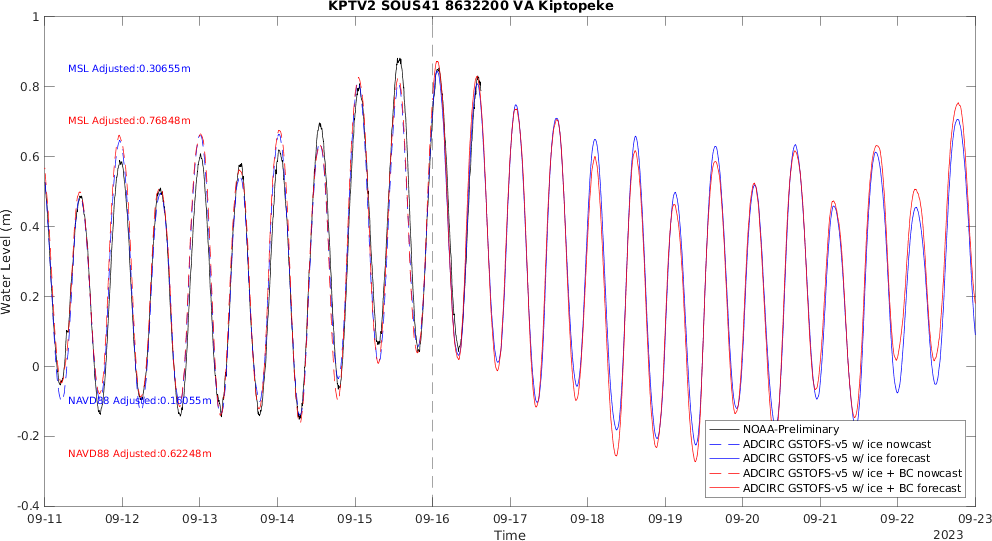 KPTV2 SOUS41 8632200 VA Kiptopeke
1
0.8
0.6
0.4
0.2
0
-0.2
-0.4
Water Level (m)
MSL Adjusted:0.30655m
MSL Adjusted:0.76848m
NAVD88 Adjusted:0.16055m
NAVD88 Adjusted:0.62248m
NOAA-Preliminary
ADCIRC GSTOFS-v5 w/ ice nowcast
ADCIRC GSTOFS-v5 w/ ice forecast
ADCIRC GSTOFS-v5 w/ ice + BC nowcast
ADCIRC GSTOFS-v5 w/ ice + BC forecast
09-11 09-12 09-13 09-14 09-15 09-16 09-17 09-18 09-19 09-20 09-21 09-22 09-23
Time
2023